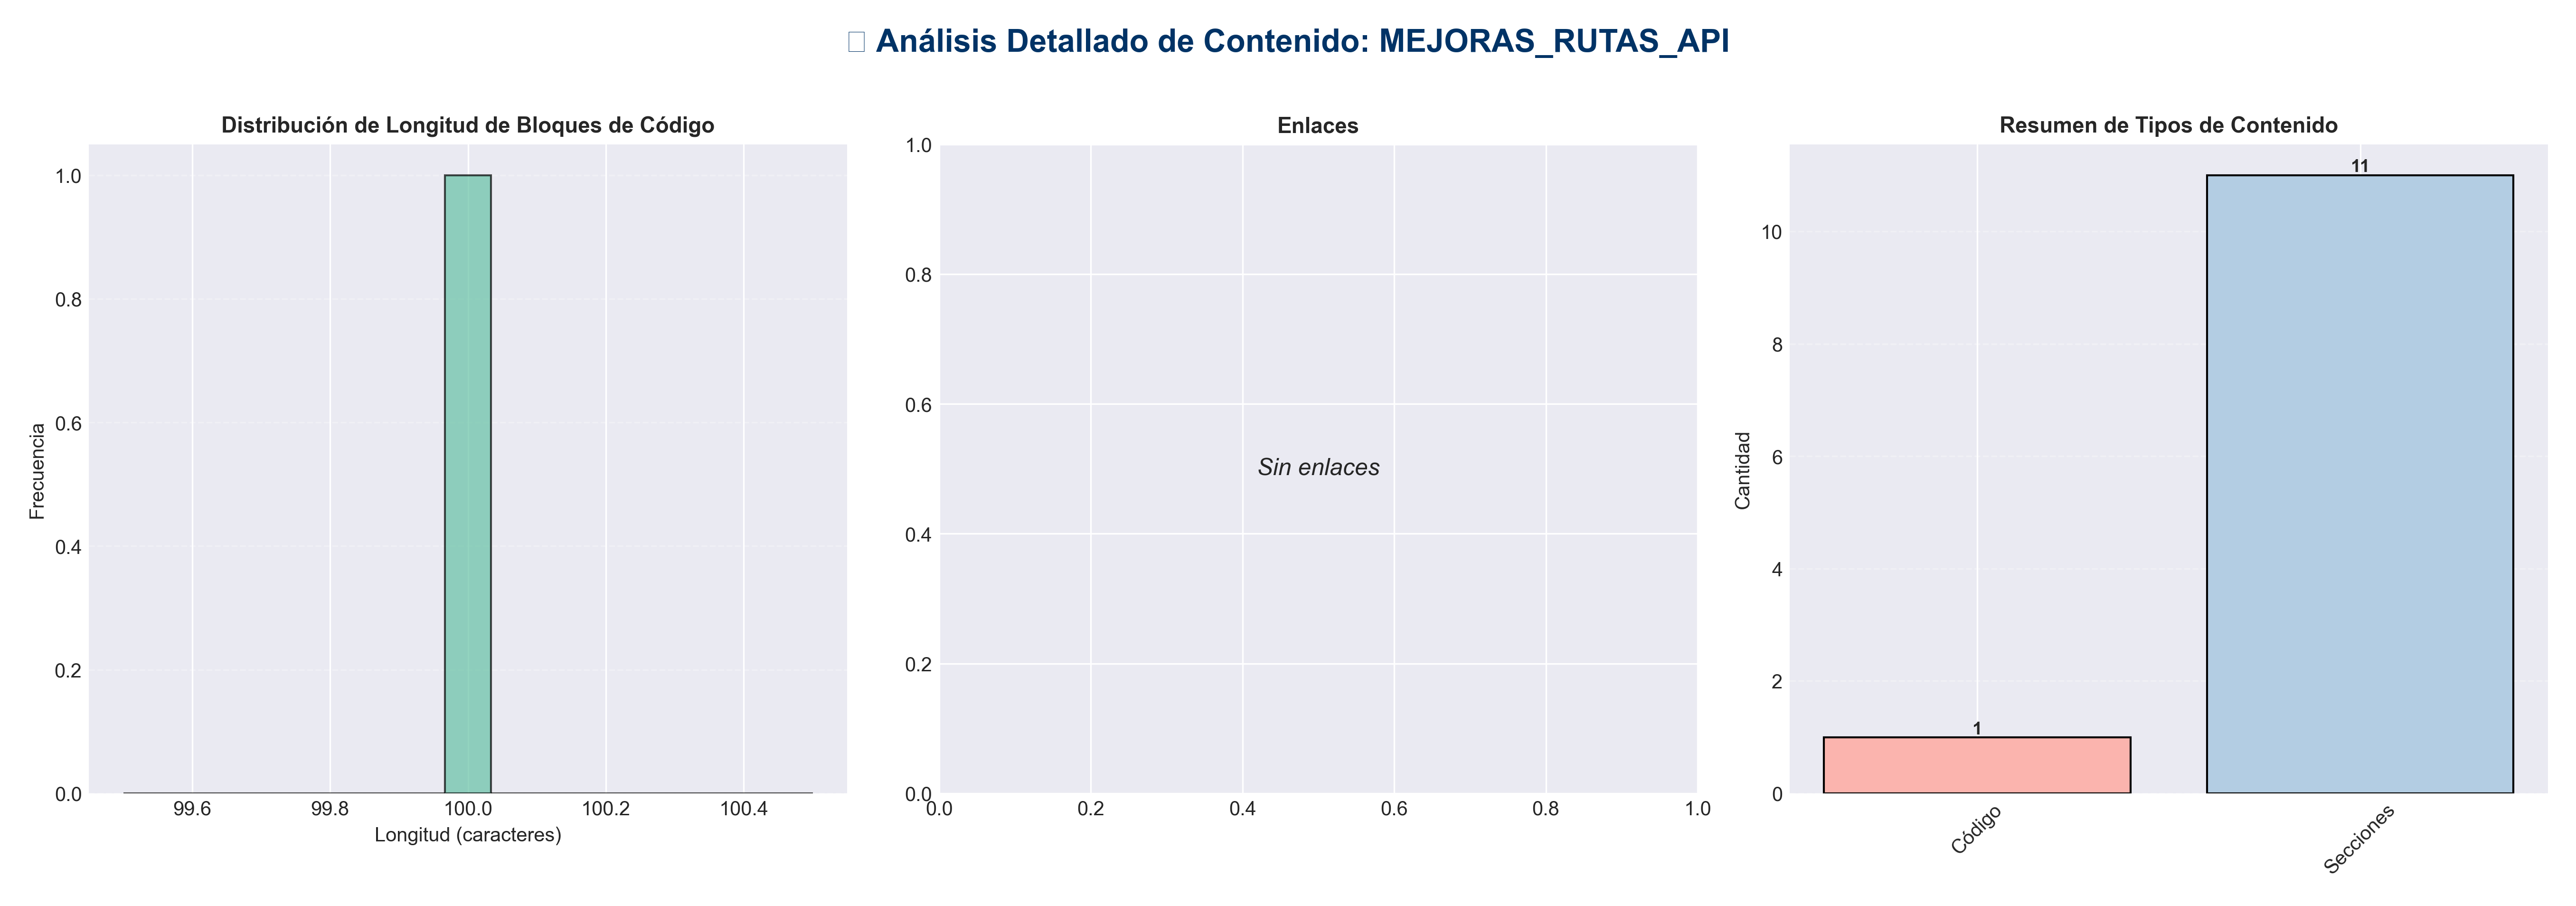 Análisis Detallado de Contenido: MEJORAS_RUTAS_API
Distribución de Longitud de Bloques de Código
1.0
0.8
0.6
0.4
0.2
0.0
Frecuencia
99.6 99.8 100.0 100.2 100.4
Longitud (caracteres)
Enlaces
1.0
0.8
0.6
0.4
0.2
0.0
Sin enlaces
0.0 0.2 0.4 0.6 0.8 1.0
Resumen de Tipos de Contenido
10
8
6
4
2
0
Cantidad
1
11
Código
Secciones